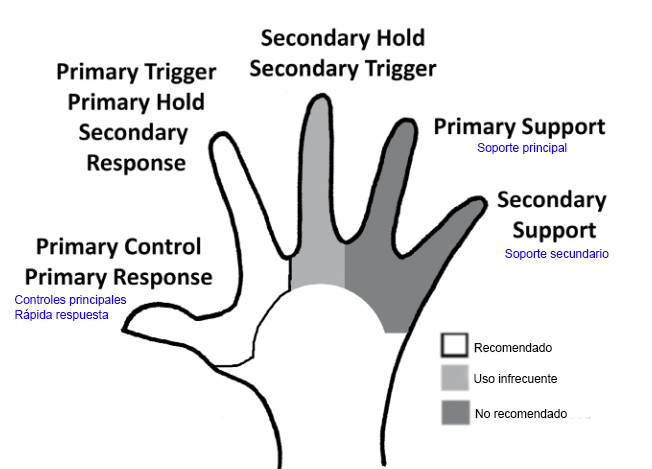 Secondary Hold
Secondary Trigger
Primary Trigger
Primary Hold
Secondary
Response
Primary Support
Soporte principal
Secondary
Support
Soporte secundario
Primary Control
Primary Response
Controles principales
Rápida respuesta
Recomendado
Uso infrecuente
No recomendado